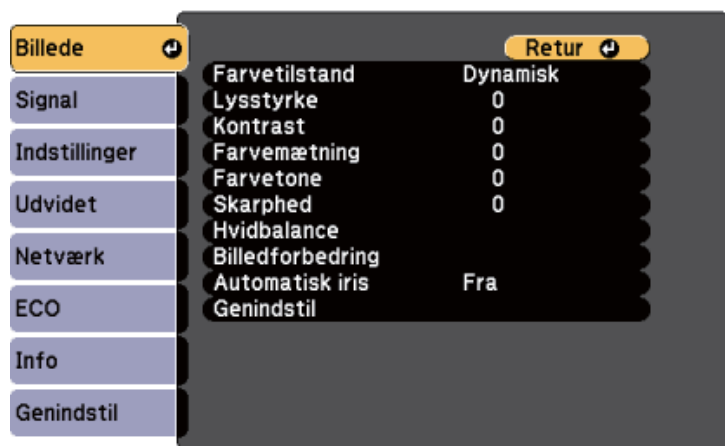 Billede
Signal
Indstillinger
Udvidet
Netværk
ECO
Info
Genindstil
Retur
Farvetilstand Dynamisk
Lysstyrke 0
Kontrast 0
Farvemætning 0
Farvetone 0
Skarphed 0
Hvidbalance
Billedforbedring
Automatisk iris Fra
Genindstil